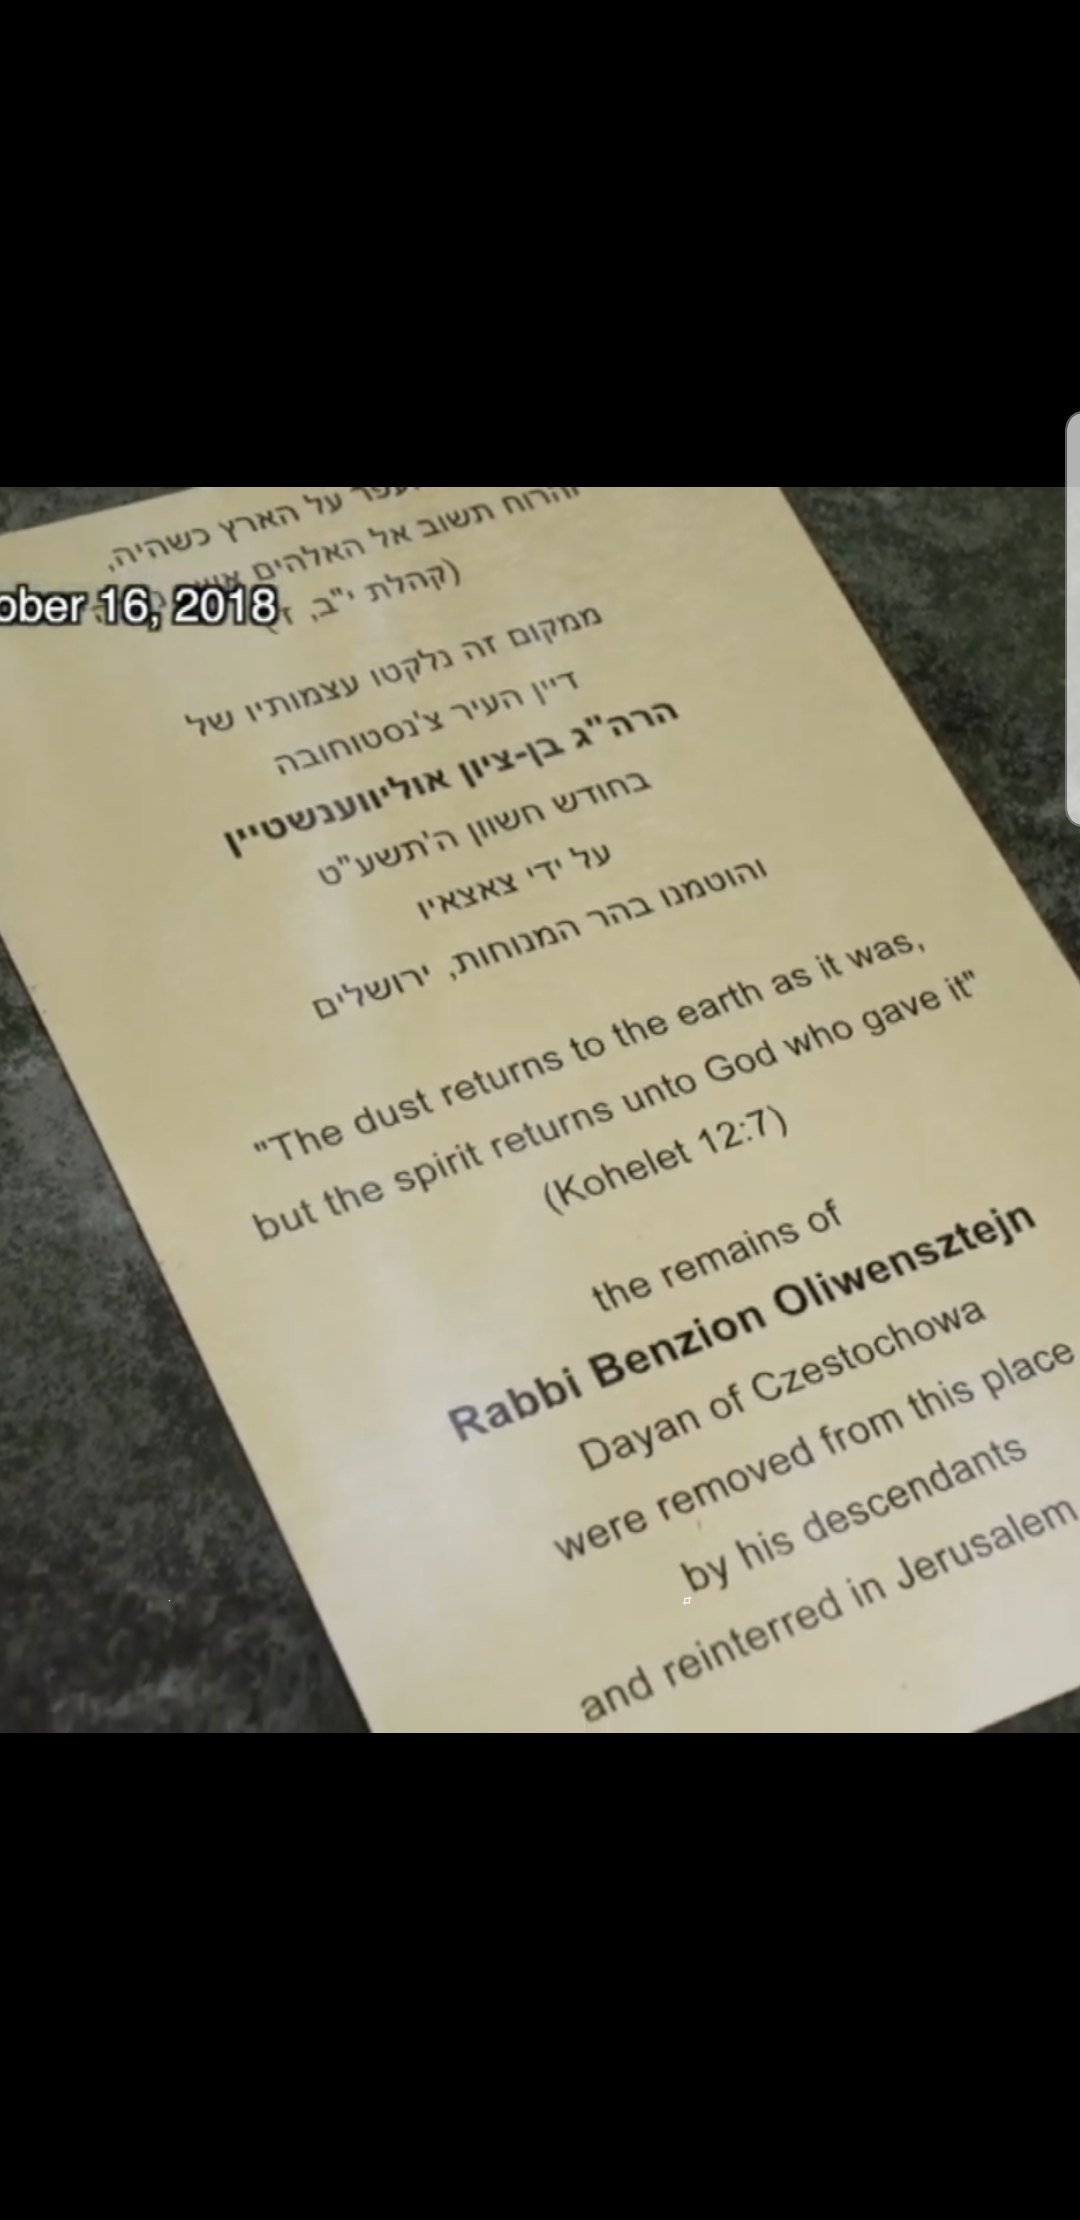 על הארץ כשהיה,
והרוח תשוב אל האלהים
(קהלת י"ב, ז)
ober 16, 2018
ממקום זה נלקטו עצמותיו של
דיין העיר צ'נסטוחובה
הרה"ג בן-ציון אוליווענשטיין
בחודש חשוון ה'תשע"ט
על ידי צאצאיו
והוטמנו בהר המנוחות, ירושלים
"The dust returns to the earth as it was,
but the spirit returns unto God who gave it"
(Kohelet 12:7)
the remains of
Rabbi Benzion Oliwensztejn
Dayan of Czestochowa
were removed from this place
by his descendants
and reinterred in Jerusalem